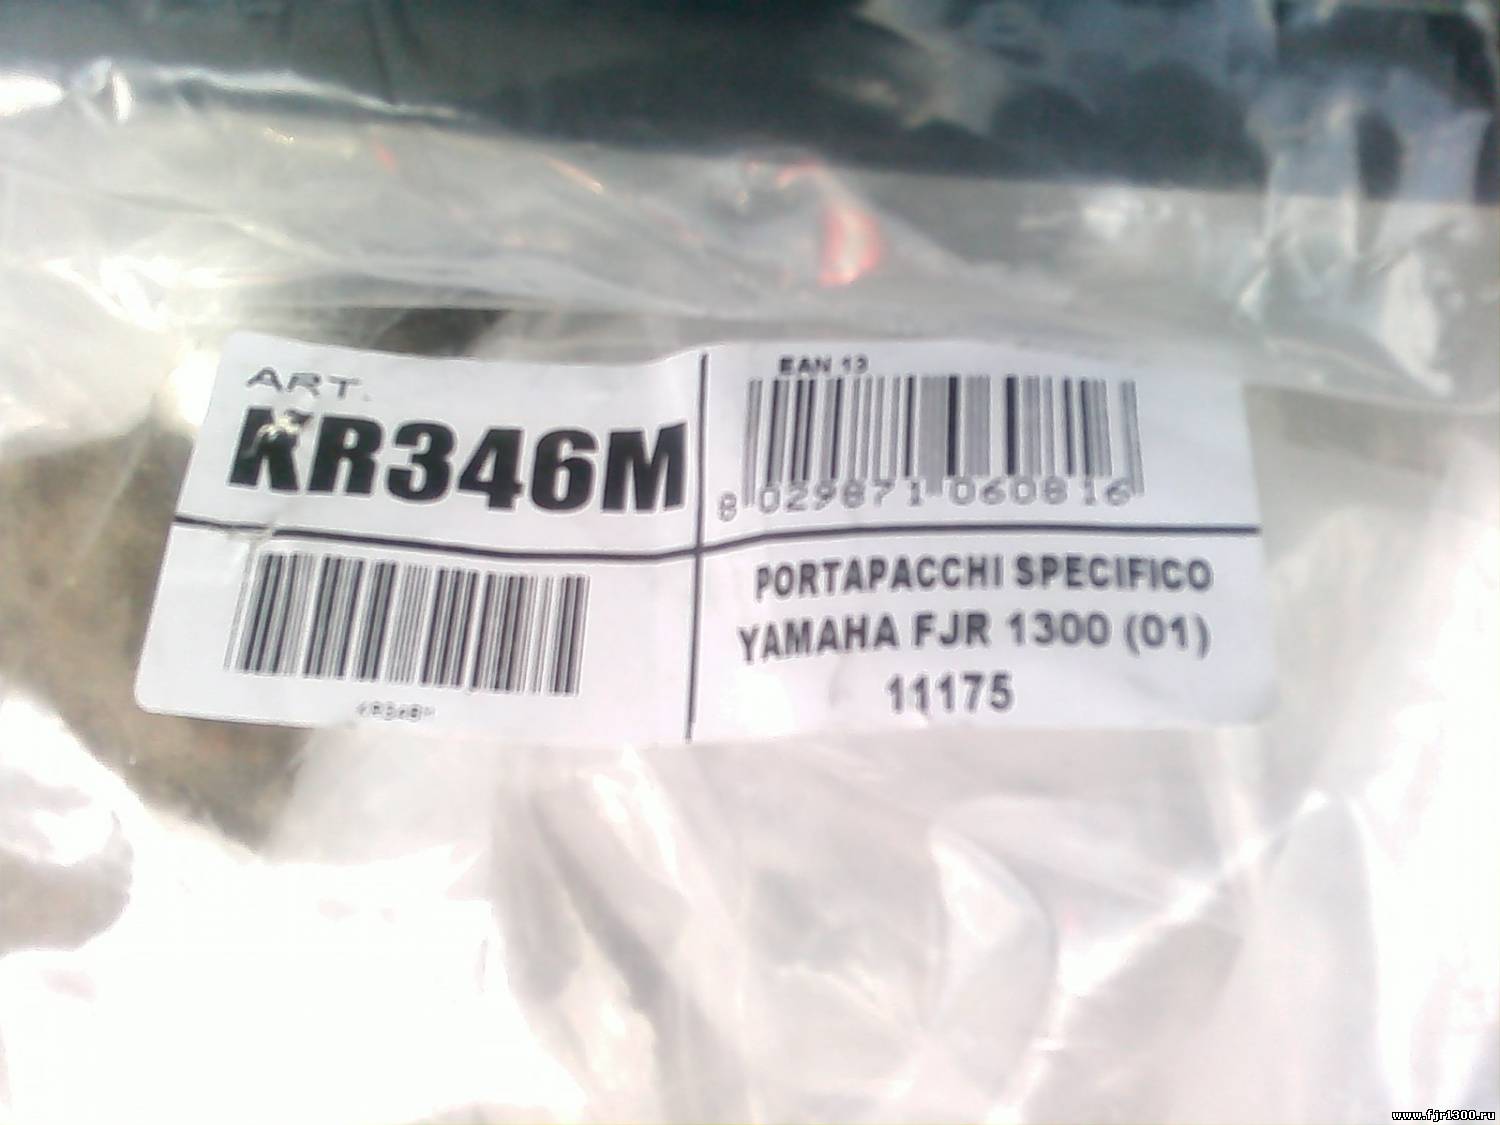 ART.
KR346M
EAN 13
8 029871 060816
PORTAPACCHI SPECIFICO
YAMAHA FJR 1300 (01)
11175
www.fjr1300.ru